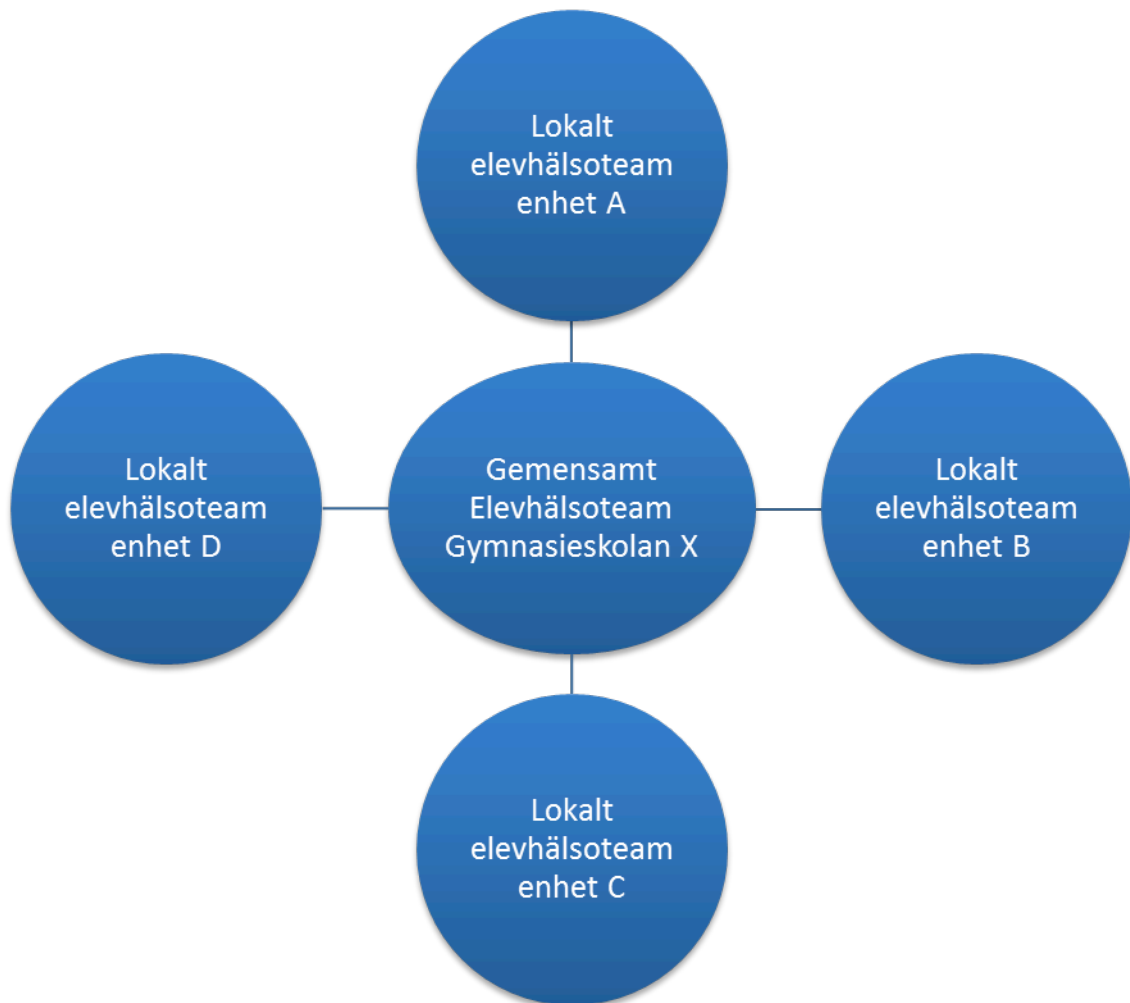 Lokalt
elevhälsoteam
enhet A
Lokalt
elevhälsoteam
enhet D
Gemensamt
Elevhälsoteam
Gymnasieskolan X
Lokalt
elevhälsoteam
enhet B
Lokalt
elevhälsoteam
enhet C